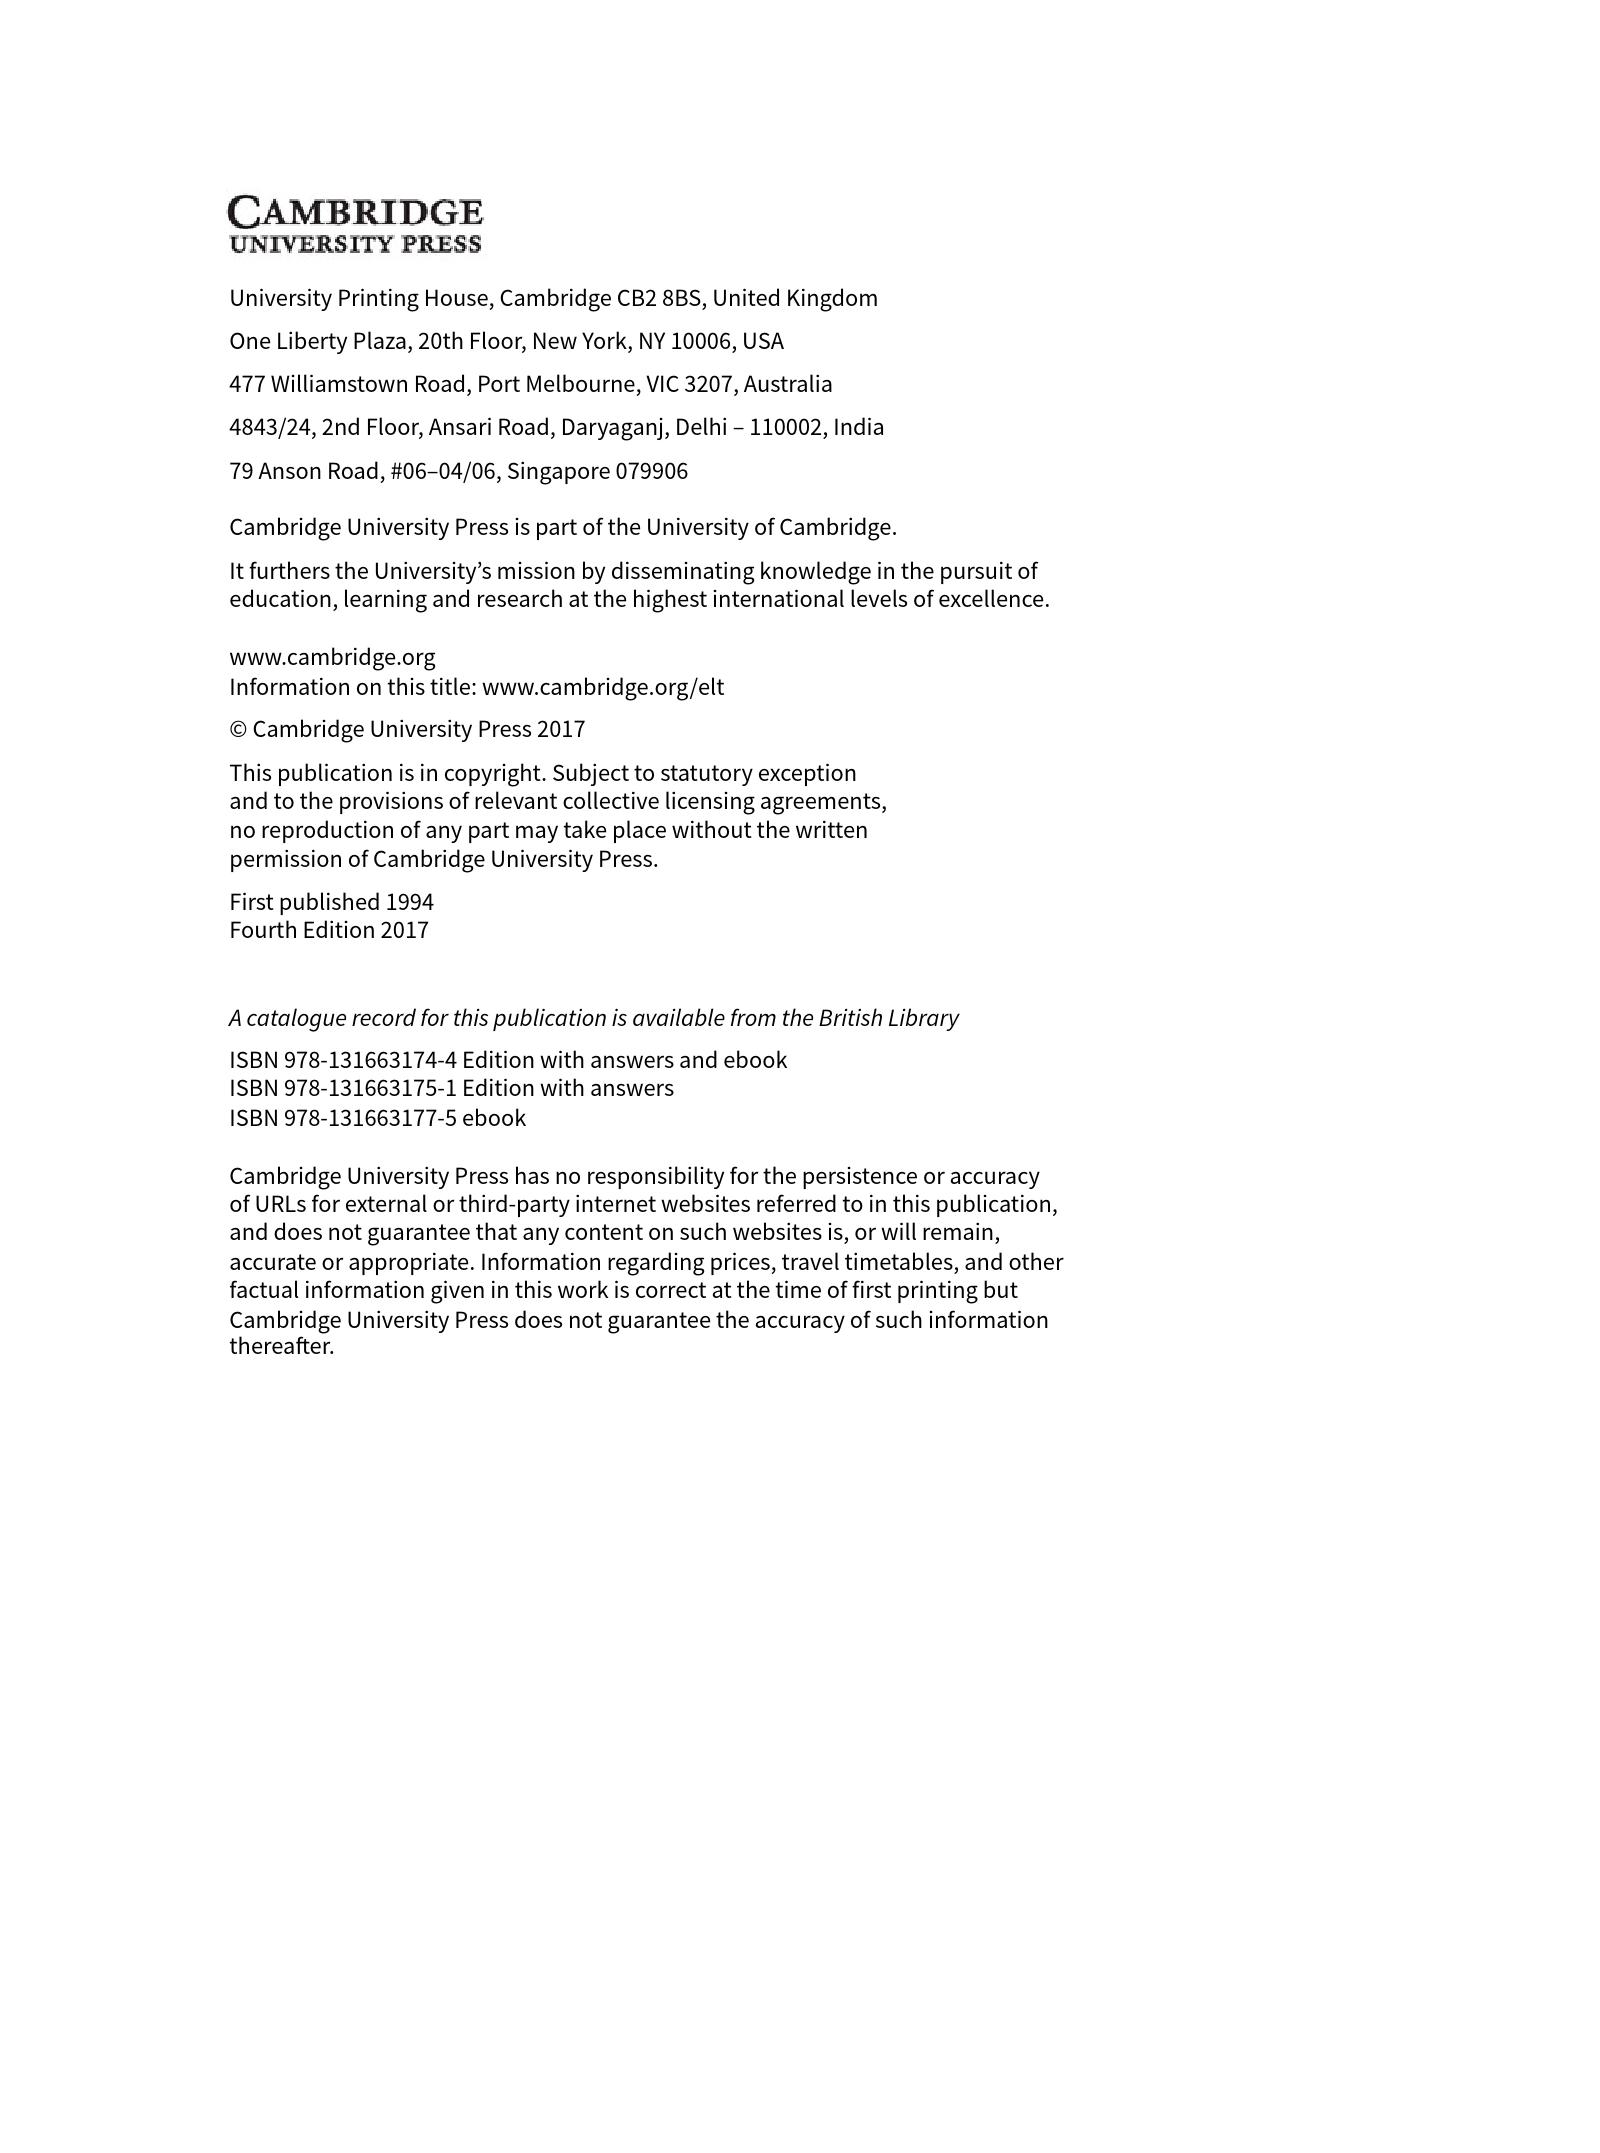 CAMBRIDGE
UNIVERSITY PRESS
University Printing House, Cambridge CB2 8BS, United Kingdom
One Liberty Plaza, 20th Floor, New York, NY 10006, USA
477 Williamstown Road, Port Melbourne, VIC 3207, Australia
4843/24, 2nd Floor, Ansari Road, Daryaganj, Delhi – 110002, India
79 Anson Road, #06–04/06, Singapore 079906
Cambridge University Press is part of the University of Cambridge.
It furthers the University’s mission by disseminating knowledge in the pursuit of
education, learning and research at the highest international levels of excellence.
www.cambridge.org
Information on this title: www.cambridge.org/elt
© Cambridge University Press 2017
This publication is in copyright. Subject to statutory exception
and to the provisions of relevant collective licensing agreements,
no reproduction of any part may take place without the written
permission of Cambridge University Press.
First published 1994
Fourth Edition 2017
A catalogue record for this publication is available from the British Library
ISBN 978-131663174-4 Edition with answers and ebook
ISBN 978-131663175-1 Edition with answers
ISBN 978-131663177-5 ebook
Cambridge University Press has no responsibility for the persistence or accuracy
of URLs for external or third-party internet websites referred to in this publication,
and does not guarantee that any content on such websites is, or will remain,
accurate or appropriate. Information regarding prices, travel timetables, and other
factual information given in this work is correct at the time of first printing but
Cambridge University Press does not guarantee the accuracy of such information
thereafter.